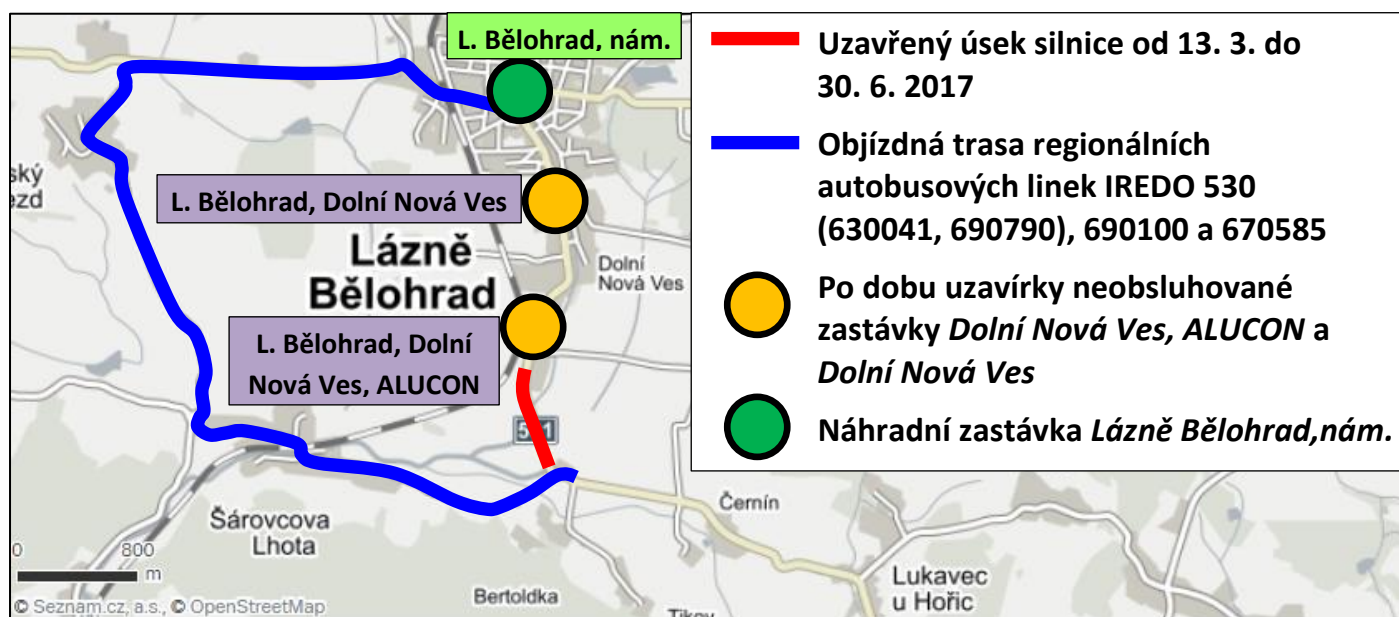 L. Bělohrad, nám.
L. Bělohrad, Dolní Nová Ves
Lázně
Bělohrad
Dolní
Nová Ves
L. Bělohrad, Dolní
Nová Ves, ALUCON
ský
ezd
Šárovcova
Lhota
Černín
Lukavec
u Hořic
Bertoldka
Tikov
0 800
m
© Seznam.cz, a.s., © OpenStreetMap
Uzavřený úsek silnice od 13. 3. do
30. 6. 2017
Objízdná trasa regionálních
autobusových linek IREDO 530
(630041, 690790), 690100 a 670585
Po dobu uzavírky neobsluhované
zastávky Dolní Nová Ves, ALUCON a
Dolní Nová Ves
Náhradní zastávka Lázně Bělohrad,nám.